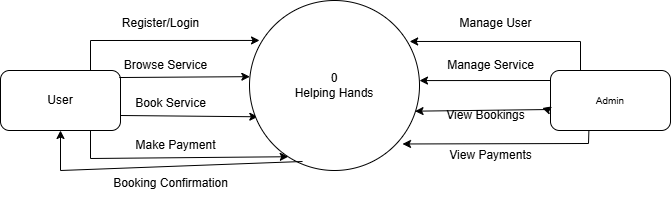 Register/Login
Manage User
Browse Service
Manage Service
0
Helping Hands
User
Admin
Book Service
View Bookings
Make Payment
View Payments
Booking Confirmation